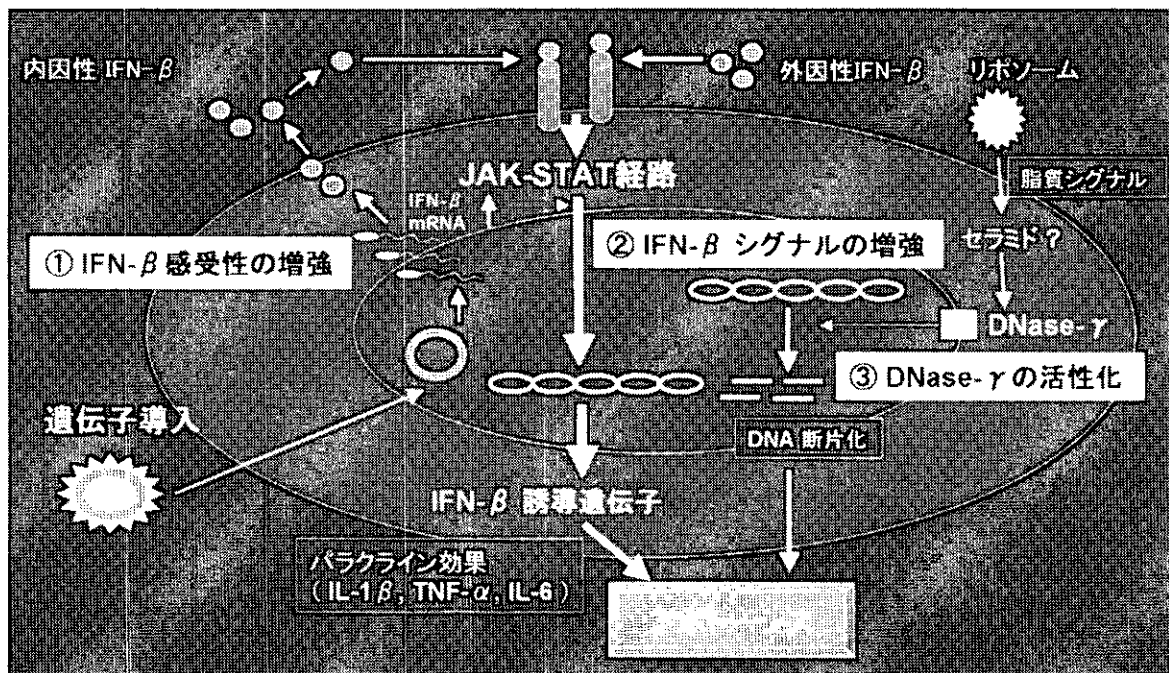 内因性 IFN-β
外因性IFN-β
リポソーム
JAK-STAT経路
脂質シグナル
IFN-β
mRNA
① IFN-β 感受性の増強
② IFN-β シグナルの増強
セラミド?
DNase-γ
③ DNase-γの活性化
遺伝子導入
DNA 断片化
IFN-β 誘導遺伝子
パラクライン効果
( IL-1β, TNF-α, IL-6 )